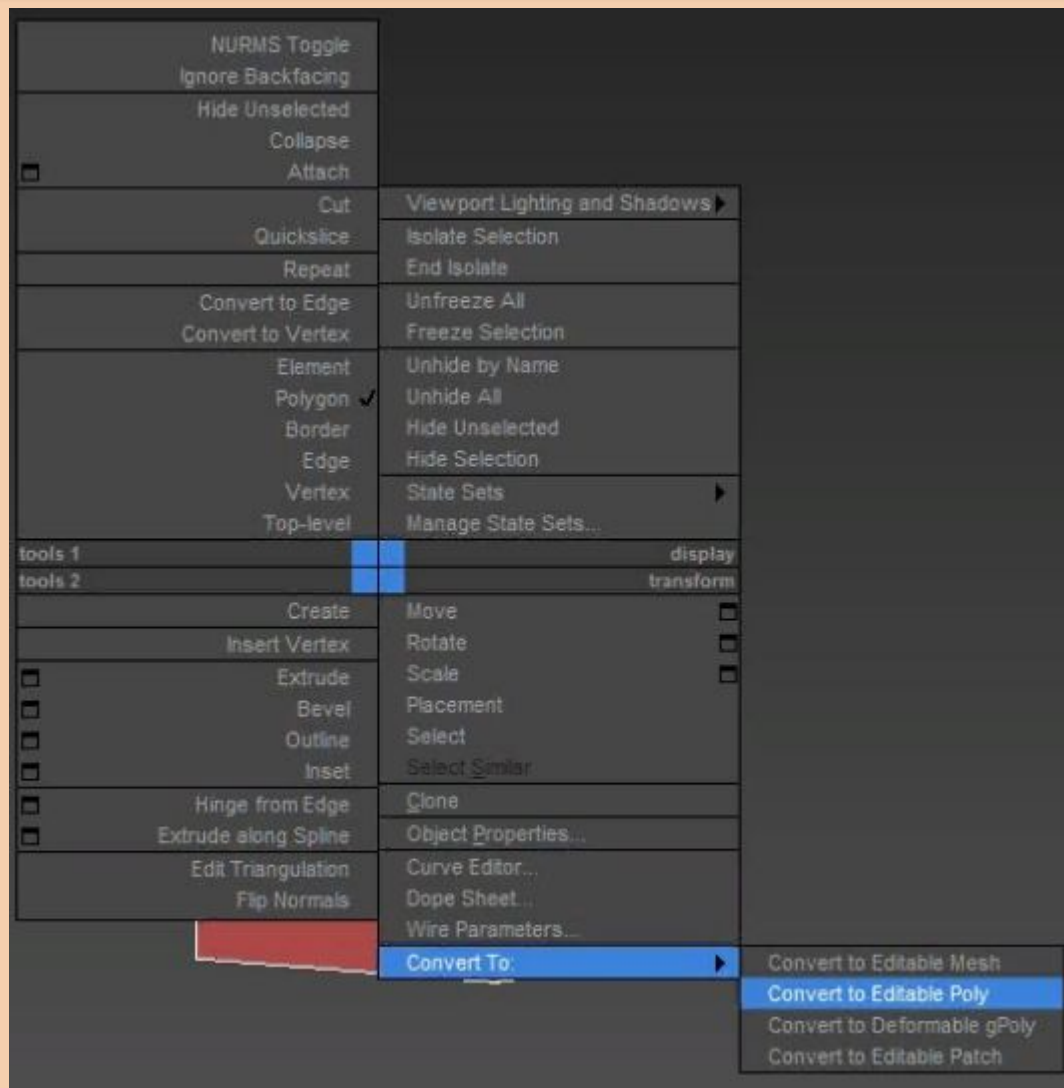 NURMS Toggle
Ignore Backfacing
Hide Unselected
Collapse
Attach
Cut
Quickslice
Repeat
Convert to Edge
Convert to Vertex
Element
Polygon
Border
Edge
Vertex
Top-level
tools 1
Viewport Lighting and Shadows
Isolate Selection
End Isolate
Unfreeze All
Freeze Selection
Unhide by Name
Unhide All
Hide Unselected
Hide Selection
State Sets
Manage State Sets...
display
tools 2
Create
Insert Vertex
Extrude
Bevel
Outline
Inset
Hinge from Edge
Extrude along Spline
Edit Triangulation
Flip Normals
transform
Move
Rotate
Scale
Placement
Select
Select Similar
Clone
Object Properties...
Curve Editor...
Dope Sheet...
Wire Parameters...
Convert To:
Convert to Editable Mesh
Convert to Editable Poly
Convert to Deformable gPoly
Convert to Editable Patch